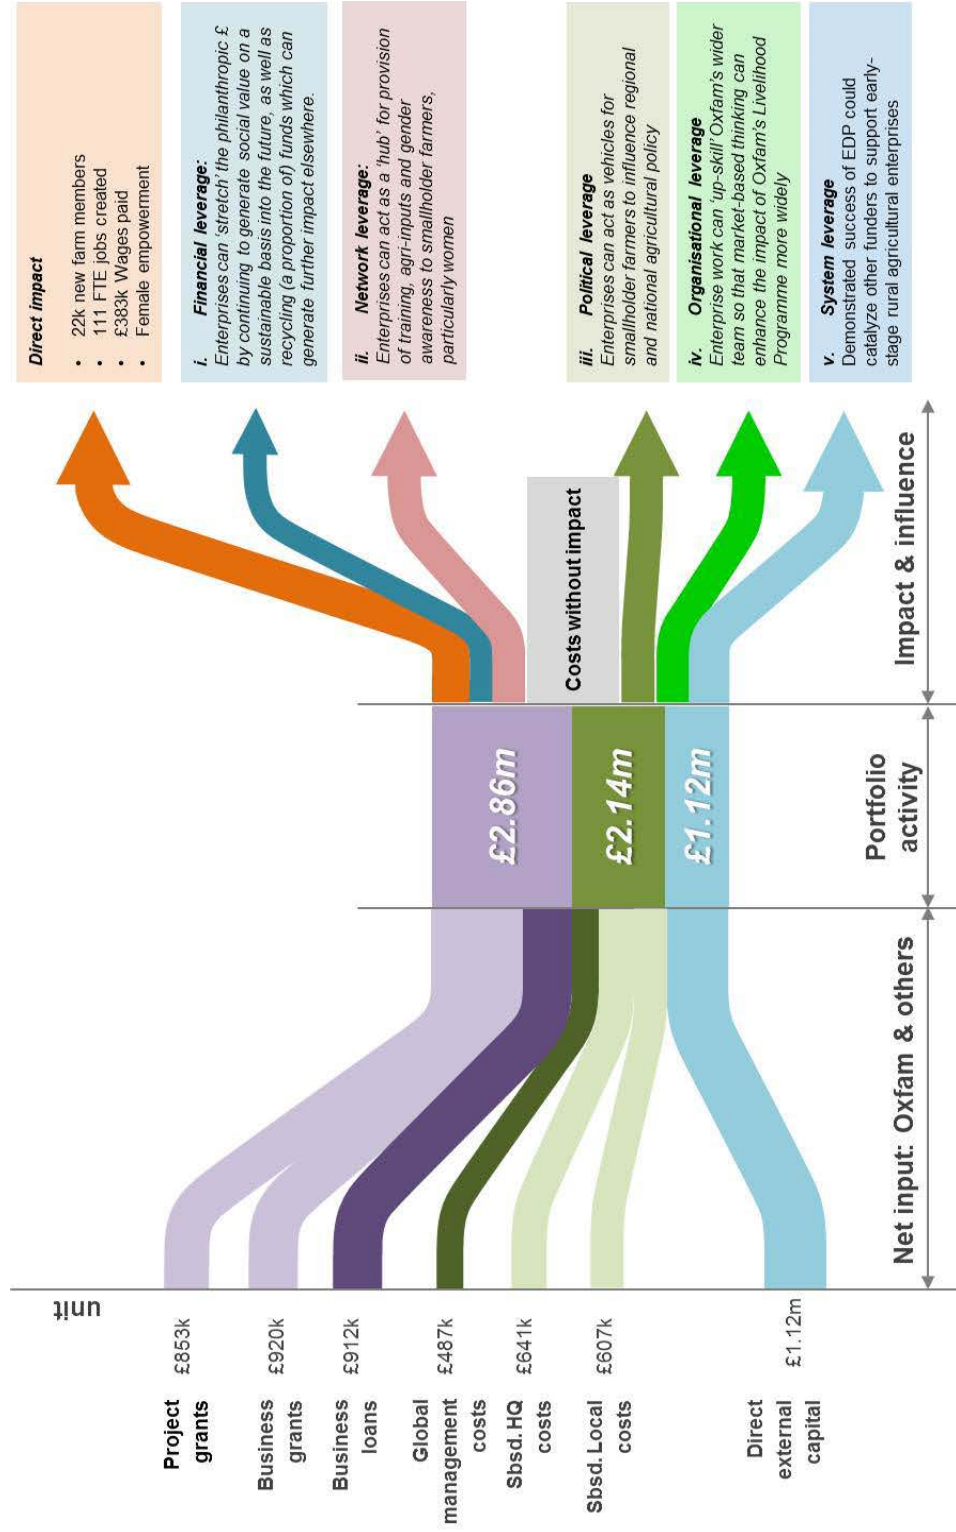 unit
Project
grants
£853k
Business
grants
£920k
Business
loans
£912k
Global
management
costs
£487k
Sbsd. HQ
costs
£641k
Sbsd. Local
costs
£607k
Direct
external
capital
£1.12m
£2.86m
£2.14m
£1.12m
Costs without impact
Net input: Oxfam & others
Portfolio
activity
Impact & influence
Direct impact
• 22k new farm members
• 111 FTE jobs created
• £383k Wages paid
• Female empowerment
i. Financial leverage:
Enterprises can ‘stretch’ the philanthropic £
by continuing to generate social value on a
sustainable basis into the future, as well as
recycling (a proportion of) funds which can
generate further impact elsewhere.
ii. Network leverage:
Enterprises can act as a ‘hub’ for provision
of training, agri-inputs and gender
awareness to smallholder farmers,
particularly women
iii. Political leverage
Enterprises can act as vehicles for
smallholder farmers to influence regional
and national agricultural policy
iv. Organisational leverage
Enterprise work can ‘up-skill’ Oxfam’s wider
team so that market-based thinking can
enhance the impact of Oxfam’s Livelihood
Programme more widely
v. System leverage
Demonstrated success of EDP could
catalyze other funders to support early-
stage rural agricultural enterprises